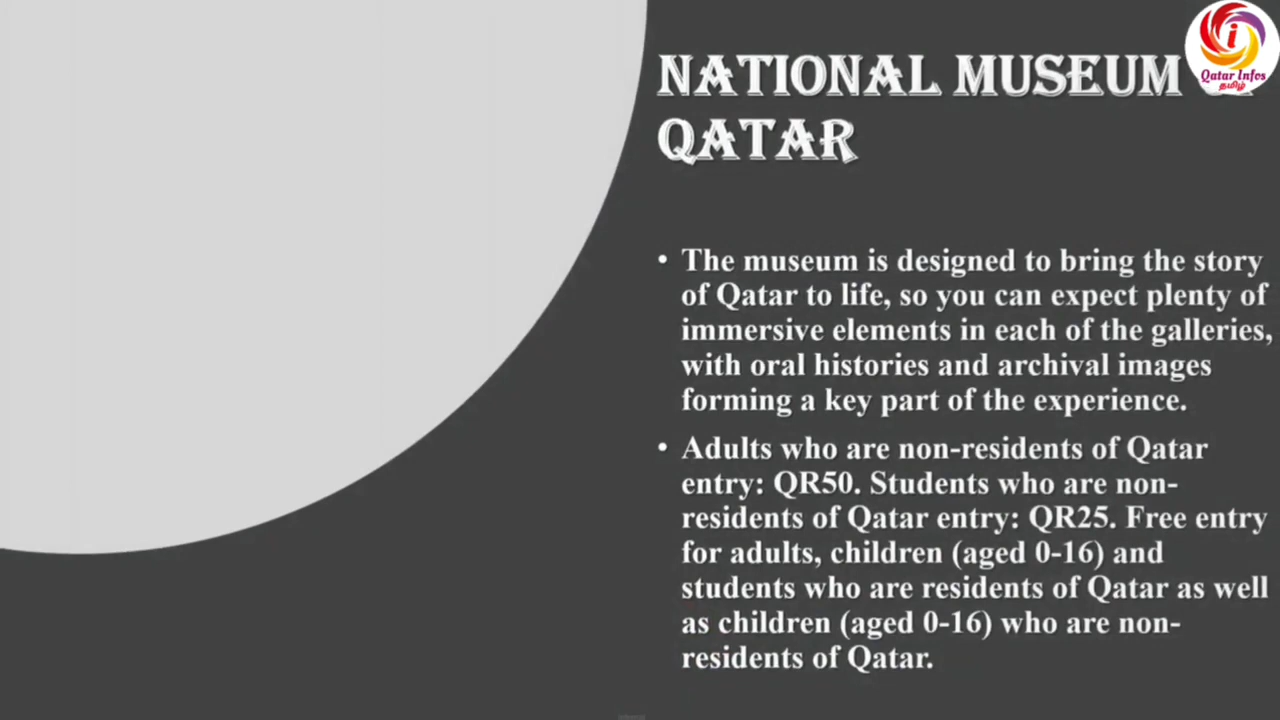 NATIONAL MUSEUM
QATAR
i
Qatar Infos
தமிழ்
• The museum is designed to bring the story
of Qatar to life, so you can expect plenty of
immersive elements in each of the galleries,
with oral histories and archival images
forming a key part of the experience.
• Adults who are non-residents of Qatar
entry: QR50. Students who are non-
residents of Qatar entry: QR25. Free entry
for adults, children (aged 0-16) and
students who are residents of Qatar as well
as children (aged 0-16) who are non-
residents of Qatar.